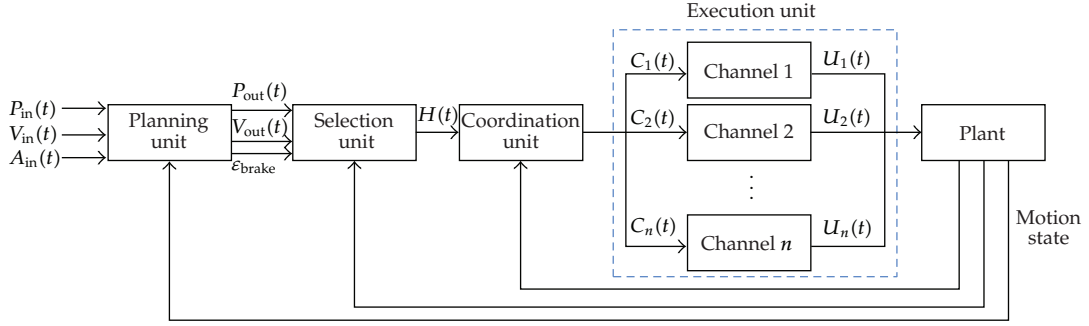 Execution unit
P_in(t)
V_in(t)
A_in(t)
Planning
unit
P_out(t)
V_out(t)
ε_brake
Selection
unit
H(t)
Coordination
unit
C_1(t)
Channel 1
U_1(t)
C_2(t)
Channel 2
U_2(t)
⋮
C_n(t)
Channel n
U_n(t)
Plant
Motion
state